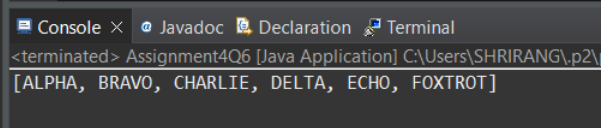 Console @ Javadoc Declaration Terminal
<terminated> Assignment4Q6 [Java Application] C:\Users\SHRIRANG\.p2\
[ALPHA, BRAVO, CHARLIE, DELTA, ECHO, FOXTROT]